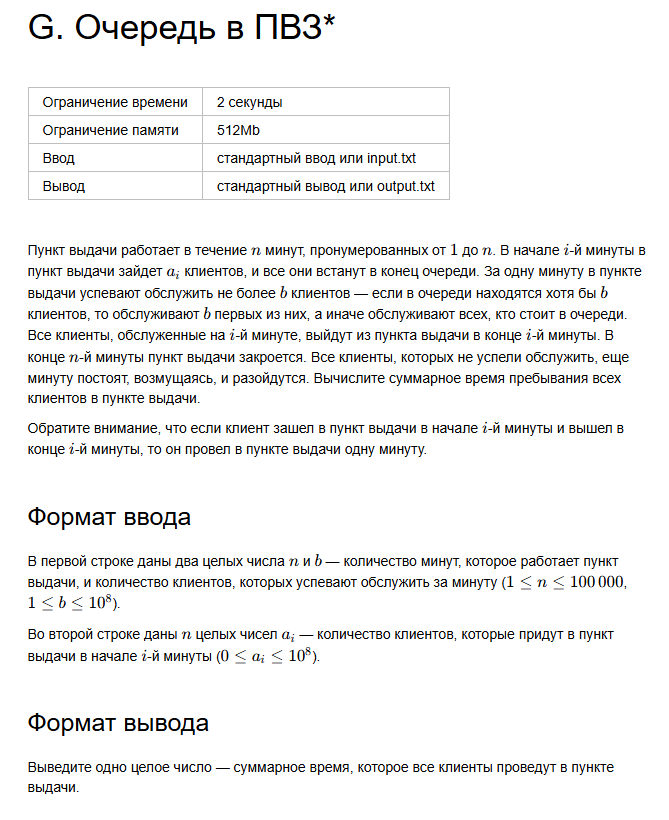 G. Очередь в ПВЗ*
Ограничение времени 2 секунды
Ограничение памяти 512Mb
Ввод стандартный ввод или input.txt
Вывод стандартный вывод или output.txt
Пункт выдачи работает в течение n минут, пронумерованных от 1 до n. В начале i-й минуты в
пункт выдачи зайдет a_i клиентов, и все они встанут в конец очереди. За одну минуту в пункте
выдачи успевают обслужить не более b клиентов — если в очереди находятся хотя бы b
клиентов, то обслуживают b первых из них, а иначе обслуживают всех, кто стоит в очереди.
Все клиенты, обслуженные на i-й минуте, выйдут из пункта выдачи в конце i-й минуты. В
конце n-й минуты пункт выдачи закроется. Все клиенты, которых не успели обслужить, еще
минуту постоят, возмущаясь, и разойдутся. Вычислите суммарное время пребывания всех
клиентов в пункте выдачи.
Обратите внимание, что если клиент зашел в пункт выдачи в начале i-й минуты и вышел в
конце i-й минуты, то он провел в пункте выдачи одну минуту.
Формат ввода
В первой строке даны два целых числа n и b — количество минут, которое работает пункт
выдачи, и количество клиентов, которых успевают обслужить за минуту (1 ≤ n ≤ 100 000,
1 ≤ b ≤ 10^8).
Во второй строке даны n целых чисел a_i — количество клиентов, которые придут в пункт
выдачи в начале i-й минуты (0 ≤ a_i ≤ 10^8).
Формат вывода
Выведите одно целое число — суммарное время, которое все клиенты проведут в пункте
выдачи.